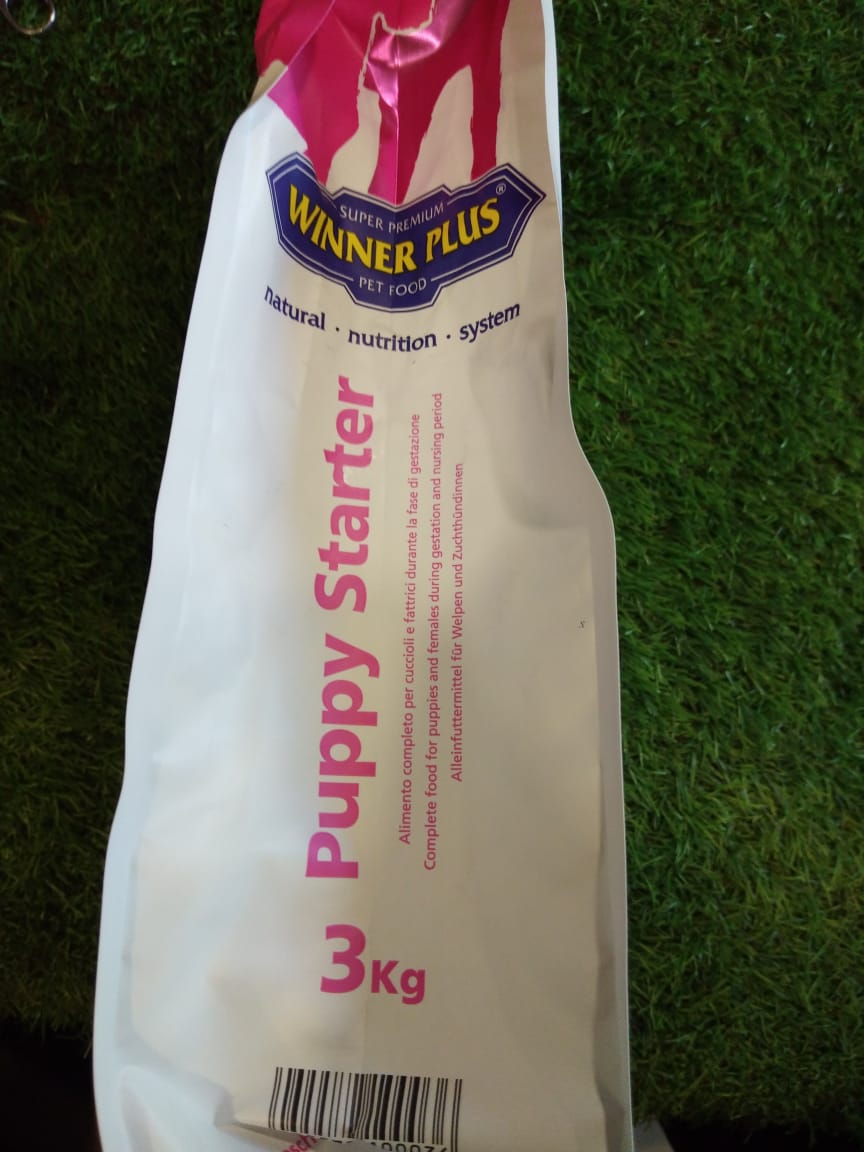 SUPER PREMIUM
WINNER PLUS®
PET FOOD
natural · nutrition · system
Puppy Starter
Alimento completo per cuccioli e fattrici durante la fase di gestazione
Complete food for puppies and females during gestation and nursing period
Alleinfuttermittel für Welpen und Zuchthündinnen
3Kg